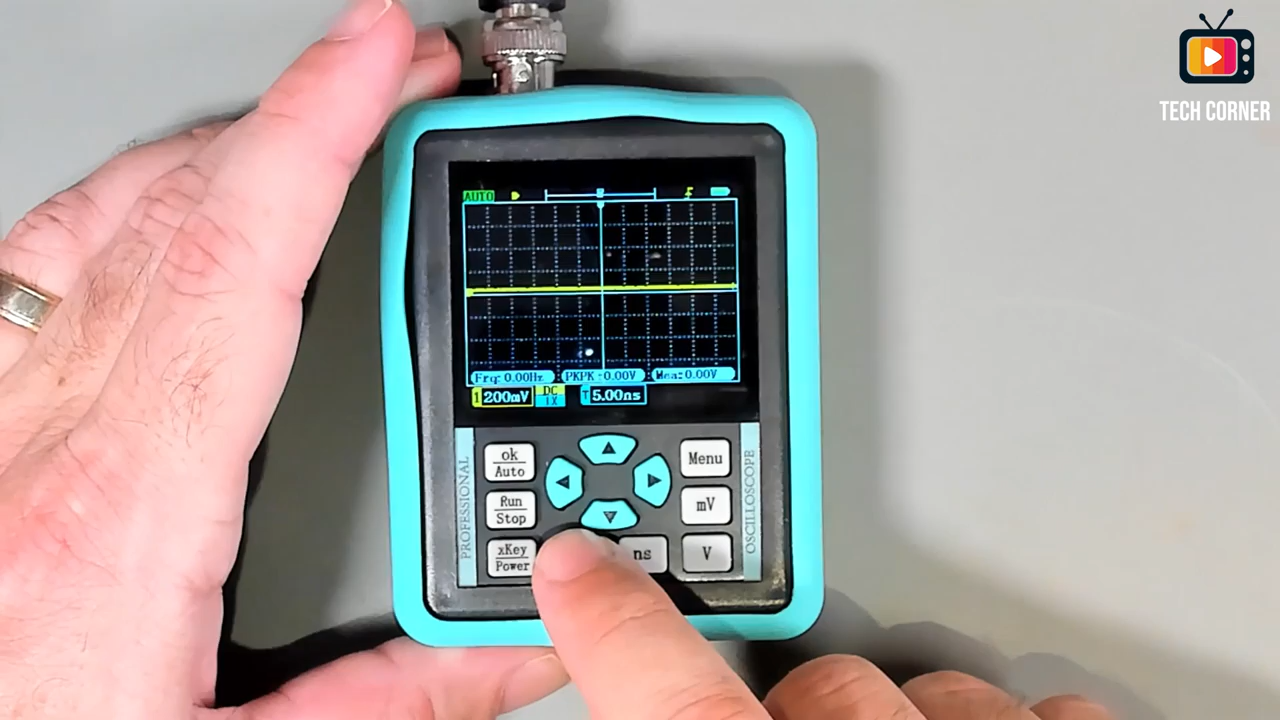 TECH CORNER
AUTO
Frq:0.00Hz PKPK:0.00V Mea:0.00V
1 200mV DC 1X T 5.00ns
PROFESSIONAL
OSCILLOSCOPE
ok
Auto
Menu
Run
Stop
mV
xKey
Power
ns
V